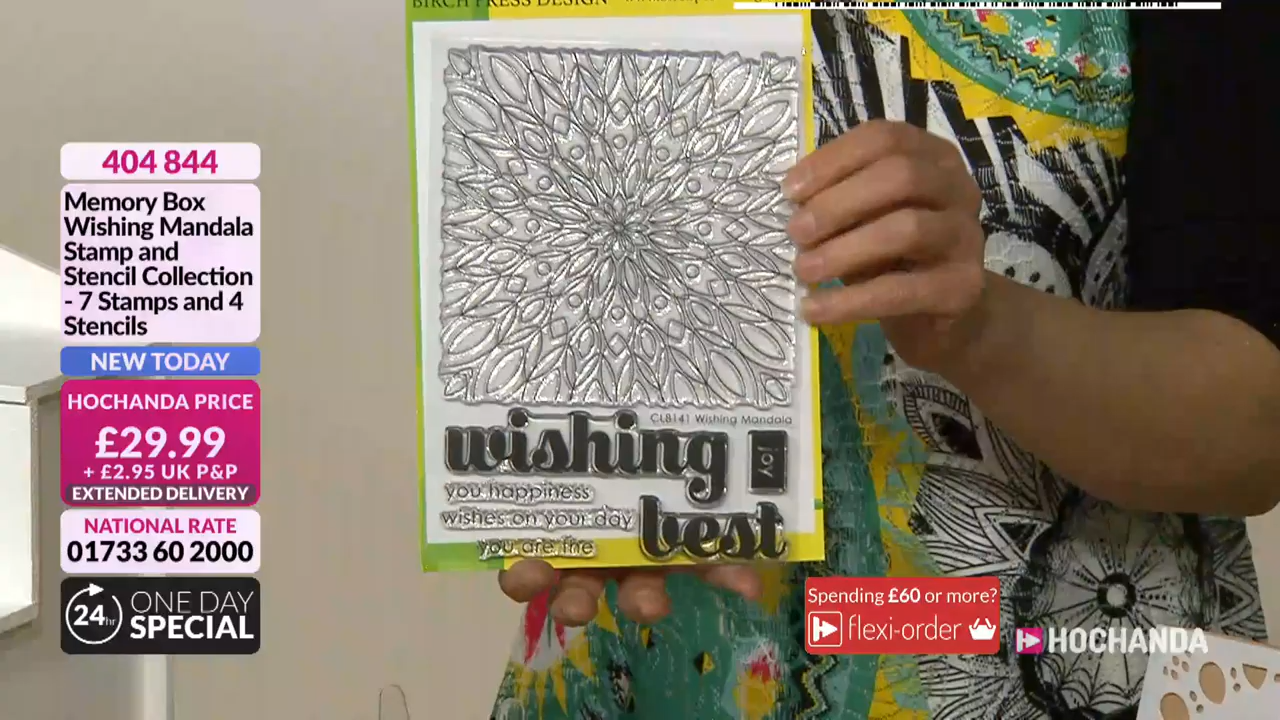 BIRCH PRESS DESIGN
404 844
Memory Box
Wishing Mandala
Stamp and
Stencil Collection
- 7 Stamps and 4
Stencils
NEW TODAY
HOCHANDA PRICE
£29.99
+ £2.95 UK P&P
EXTENDED DELIVERY
NATIONAL RATE
01733 60 2000
24hr
ONE DAY
SPECIAL
CL8141 Wishing Mandala
wishing
joy
you happiness
wishes on your day
best
you are the
Spending £60 or more?
flexi-order
HOCHANDA